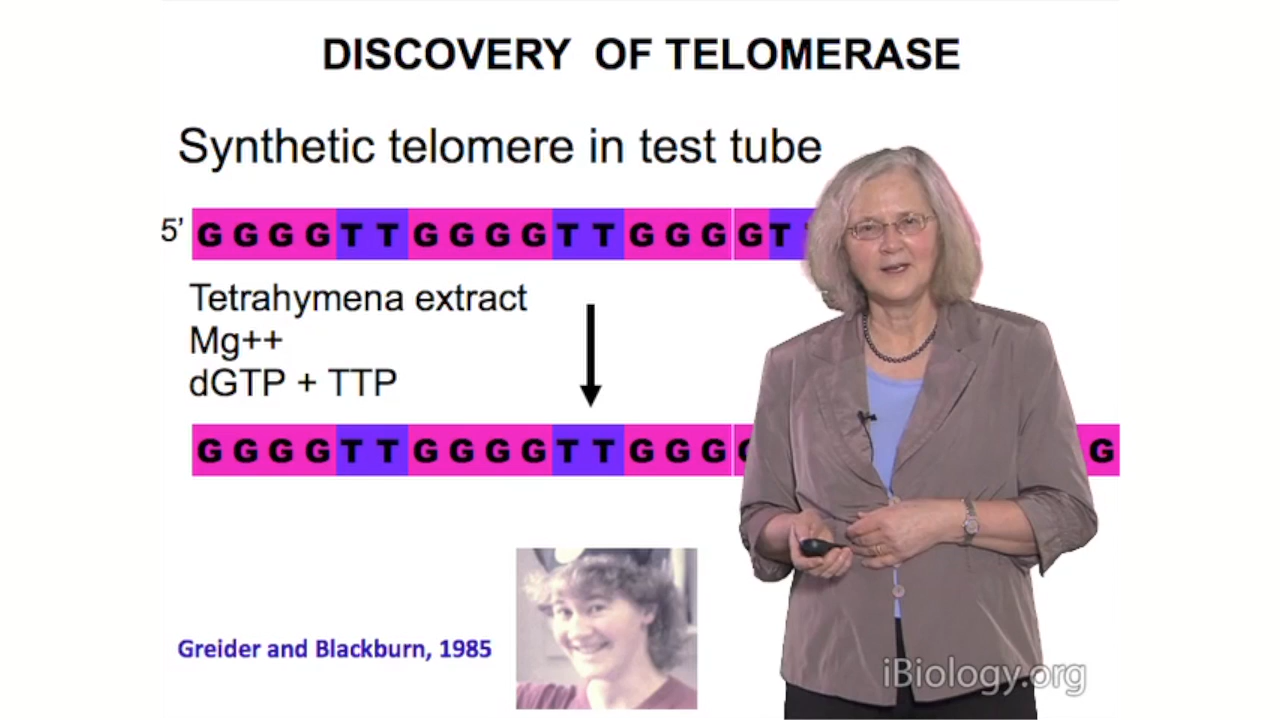 DISCOVERY OF TELOMERASE
Synthetic telomere in test tube
5’ G G G G T T G G G G T T G G G G T
Tetrahymena extract
Mg++
dGTP + TTP
G G G G T T G G G G T T G G G G
Greider and Blackburn, 1985
iBiology.org